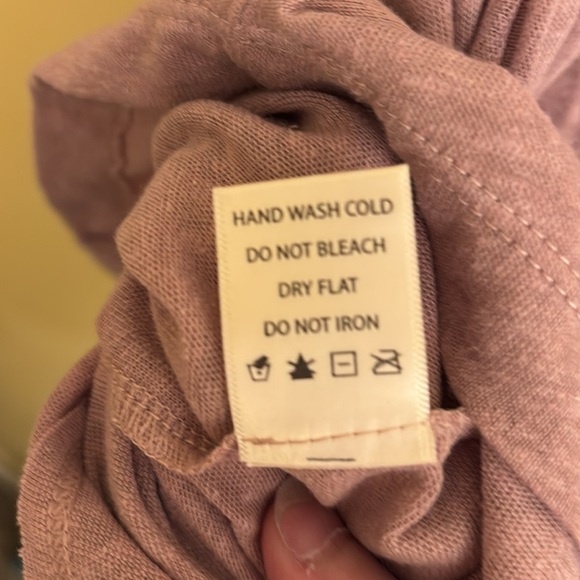 HAND WASH COLD
DO NOT BLEACH
DRY FLAT
DO NOT IRON